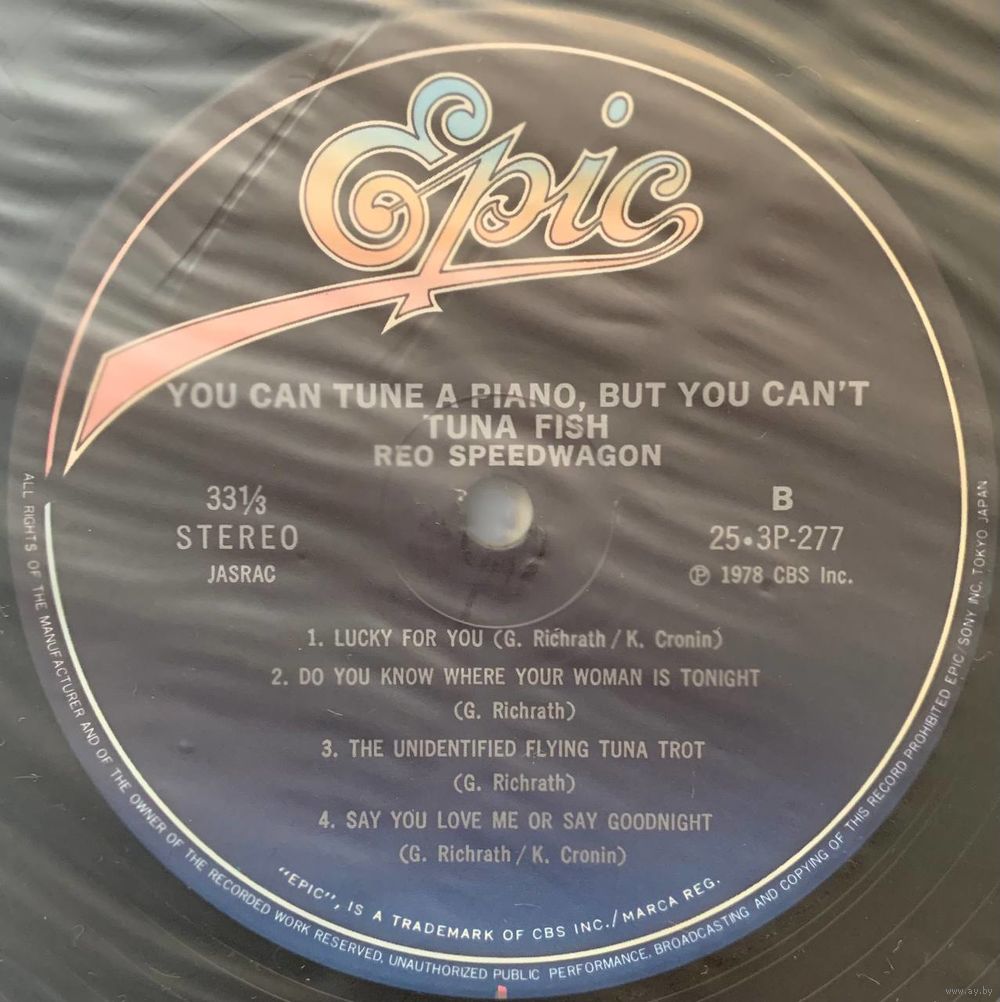 Epic
YOU CAN TUNE A PIANO, BUT YOU CAN'T
TUNA FISH
REO SPEEDWAGON
33⅓
STEREO
JASRAC
B
25•3P-277
℗ 1978 CBS Inc.
1. LUCKY FOR YOU (G. Richrath / K. Cronin)
2. DO YOU KNOW WHERE YOUR WOMAN IS TONIGHT
(G. Richrath)
3. THE UNIDENTIFIED FLYING TUNA TROT
(G. Richrath)
4. SAY YOU LOVE ME OR SAY GOODNIGHT
(G. Richrath / K. Cronin)
"EPIC", IS A TRADEMARK OF CBS INC./MARCA REG.
ALL RIGHTS OF THE MANUFACTURER AND OF THE OWNER OF THE RECORDED WORK RESERVED, UNAUTHORIZED PUBLIC PERFORMANCE, BROADCASTING AND COPYING OF THIS RECORD PROHIBITED EPIC/SONY INC. TOKYO JAPAN
www.ay.by